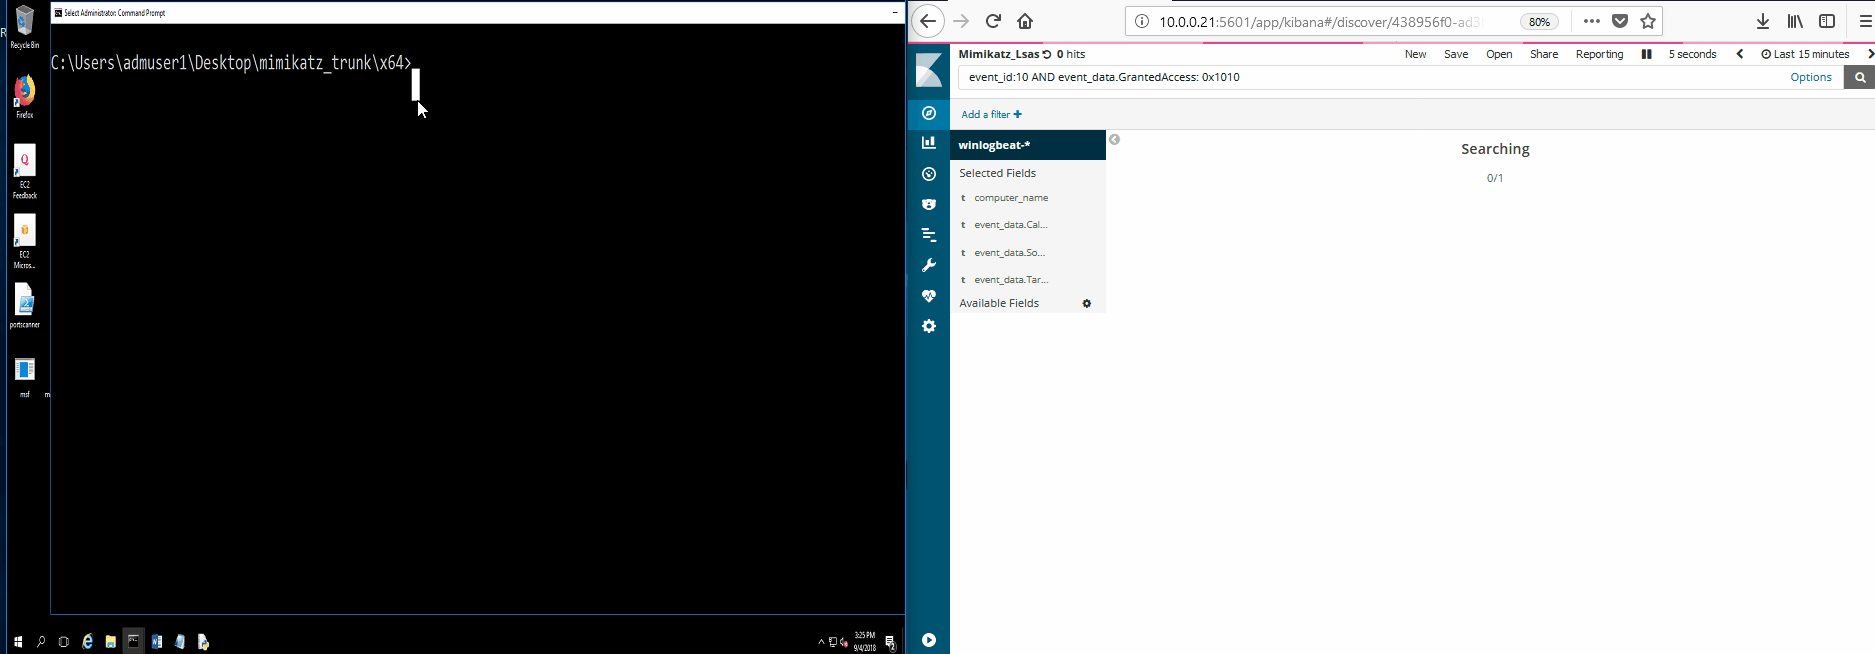 Select Administrator: Command Prompt
C:\Users\admuser1\Desktop\mimikatz_trunk\x64>
R
Recycle Bin
Firefox
EC2
Feedback
EC2
Micros...
portscanner
msf
m
3:25 PM
9/4/2018
2
10.0.0.21:5601/app/kibana#/discover/438956f0-ad3
80%
Mimikatz_Lsas 0 hits
New Save Open Share Reporting 5 seconds Last 15 minutes
event_id:10 AND event_data.GrantedAccess: 0x1010
Options
Add a filter +
winlogbeat-*
Selected Fields
t computer_name
t event_data.Cal...
t event_data.So...
t event_data.Tar...
Available Fields
Searching
0/1